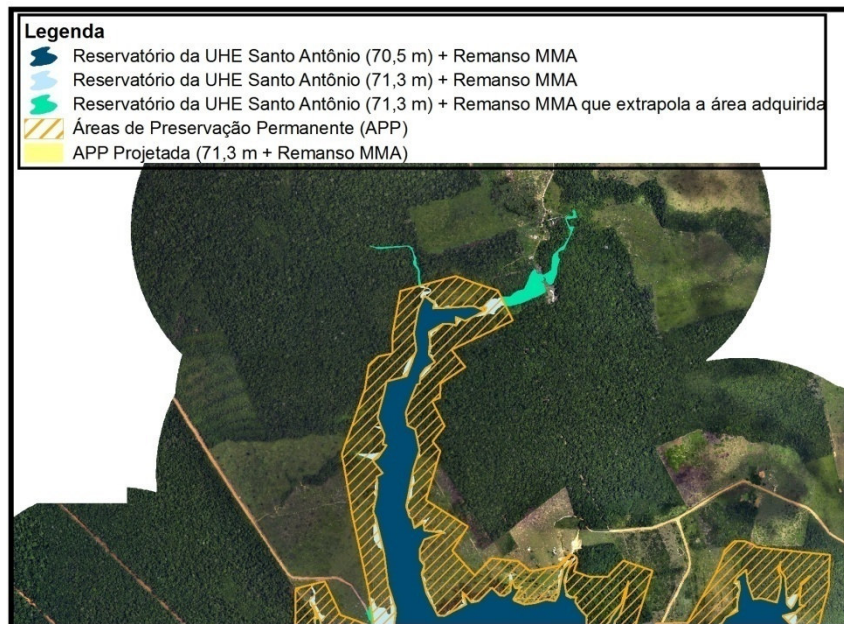 Legenda
Reservatório da UHE Santo Antônio (70,5 m) + Remanso MMA
Reservatório da UHE Santo Antônio (71,3 m) + Remanso MMA
Reservatório da UHE Santo Antônio (71,3 m) + Remanso MMA que extrapola a área adquirida
Áreas de Preservação Permanente (APP)
APP Projetada (71,3 m + Remanso MMA)